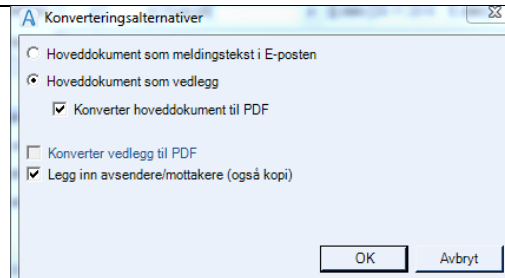 Konverteringsalternativer
Hoveddokument som meldingstekst i E-posten
Hoveddokument som vedlegg
Konverter hoveddokument til PDF
Konverter vedlegg til PDF
Legg inn avsendere/mottakere (også kopi)
OK Avbryt